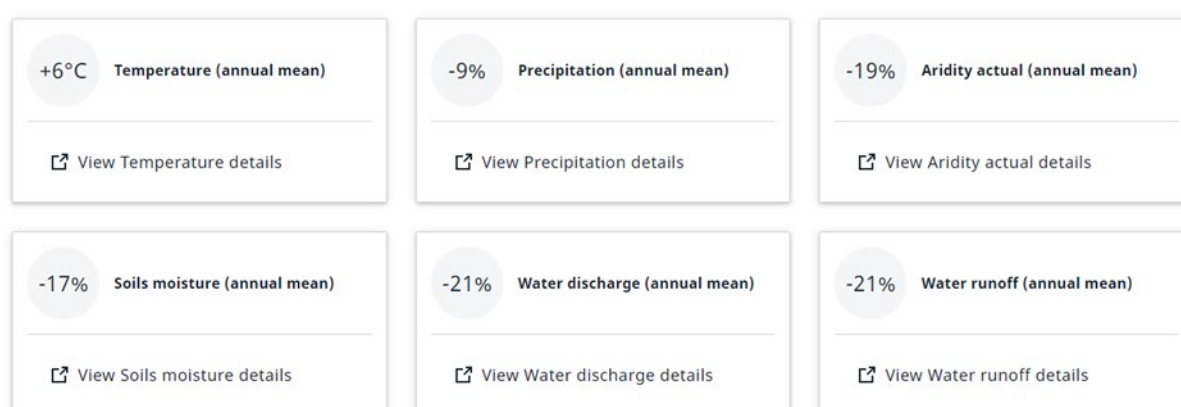 +6°C Temperature (annual mean)
View Temperature details
-9% Precipitation (annual mean)
View Precipitation details
-19% Aridity actual (annual mean)
View Aridity actual details
-17% Soils moisture (annual mean)
View Soils moisture details
-21% Water discharge (annual mean)
View Water discharge details
-21% Water runoff (annual mean)
View Water runoff details